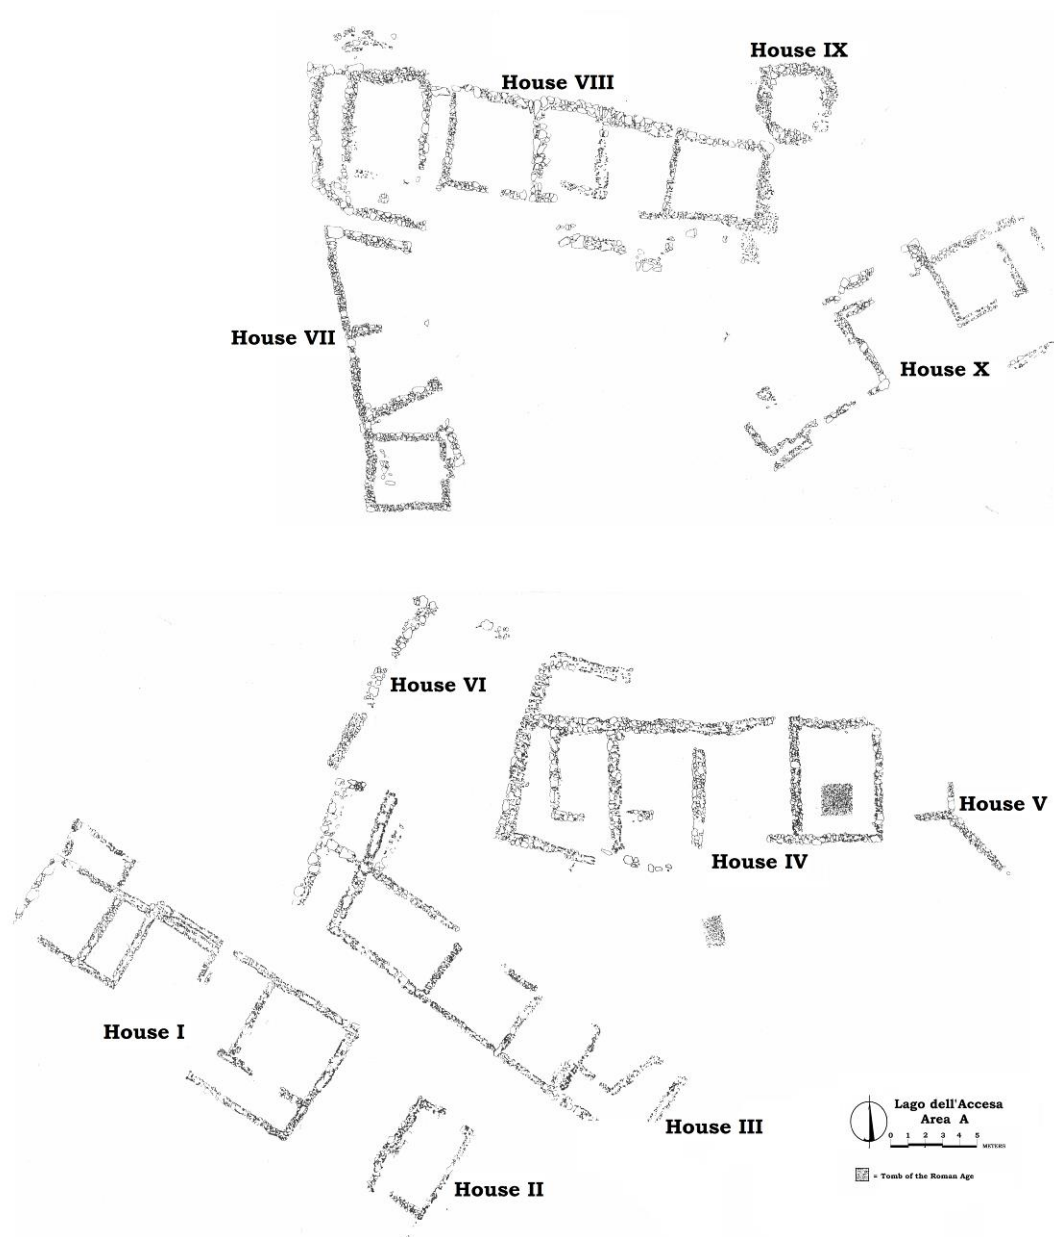 House IX
House VIII
House VII
House X
House VI
House V
House IV
House I
House III
House II
Lago dell'Accesa
Area A
0 1 2 3 4 5
METERS
= Tomb of the Roman Age